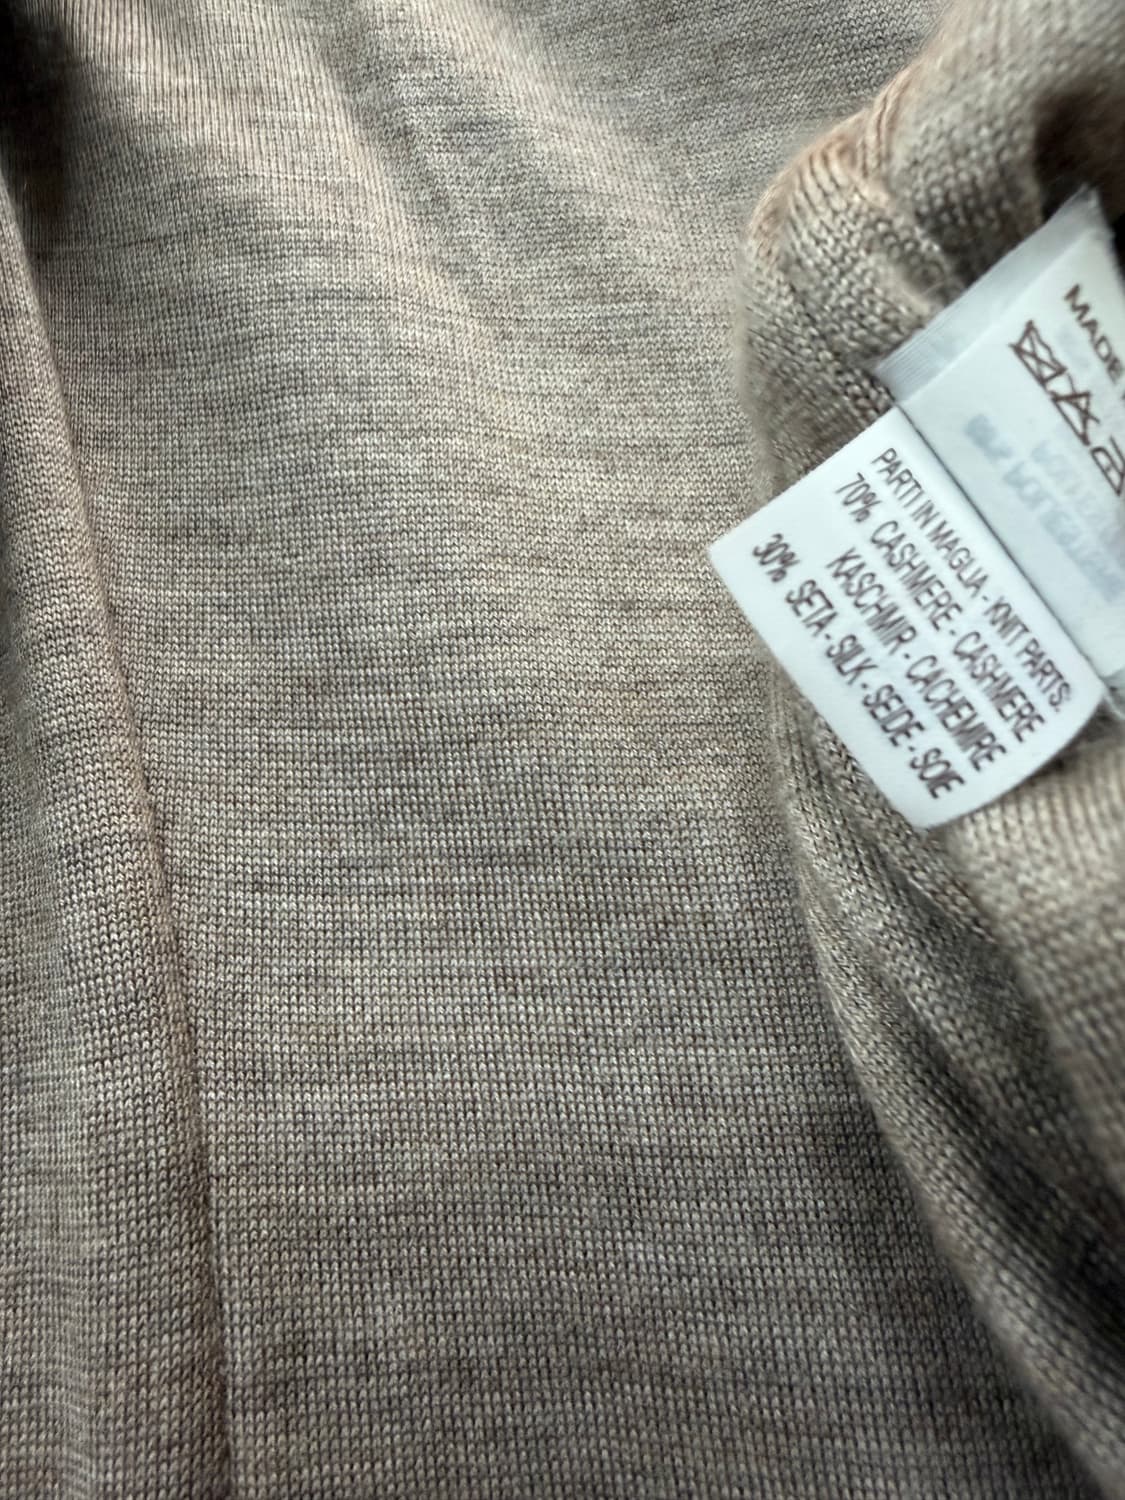 MADE
PARTI IN MAGLIA - KNIT PARTS:
70% CASHMERE - CASHMERE
KASCHMIR - CACHEMIRE
30% SETA - SILK - SEIDE - SOIE